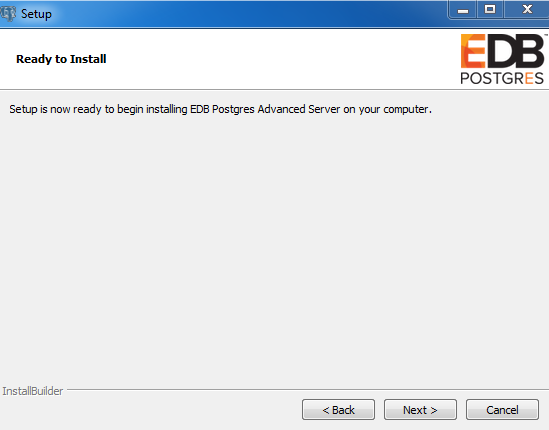 Setup
Ready to Install
EDB
POSTGRES
Setup is now ready to begin installing EDB Postgres Advanced Server on your computer.
InstallBuilder
< Back
Next >
Cancel